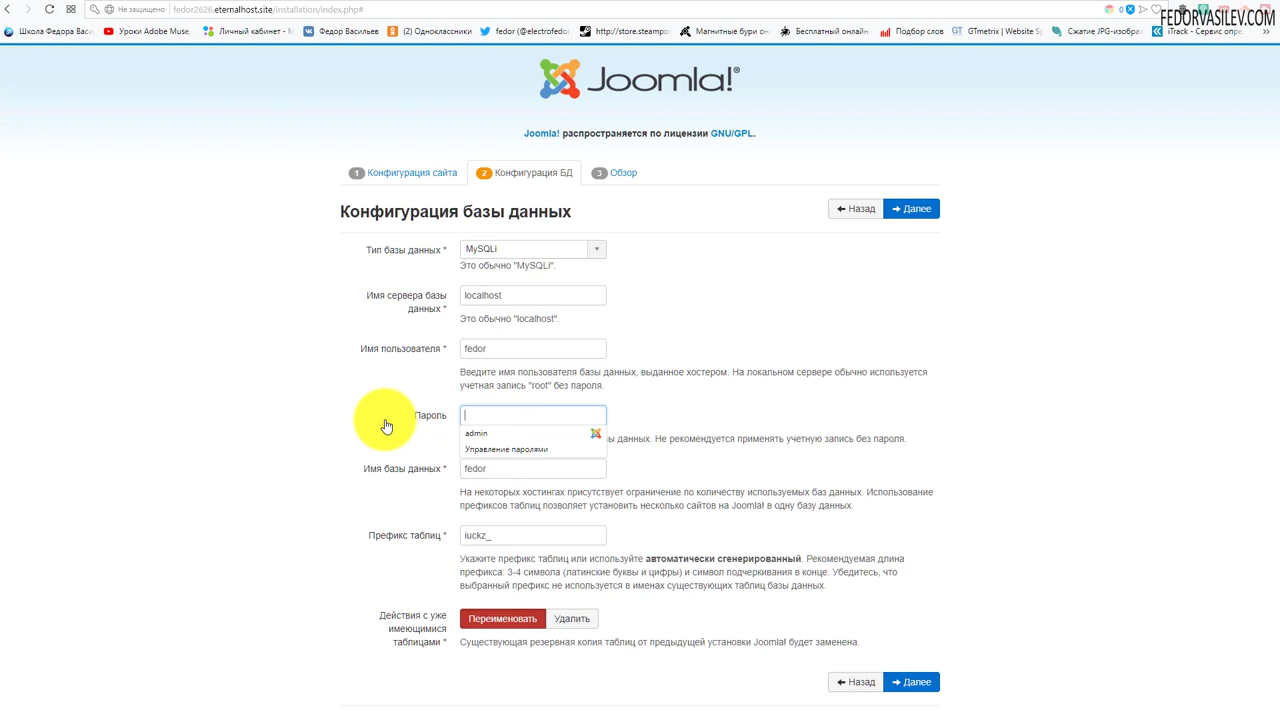 Не защищено fedor2626.eternalhost.site/installation/index.php#
FEDORVASILEV.COM
Школа Федора Васи Уроки Adobe Muse, Личный кабинет - М Федор Васильев (2) Одноклассники fedor (@electrofedor http://store.steampo Магнитные бури он Бесплатный онлайн Подбор слов GTmetrix | Website S Сжатие JPG-изобра iTrack - Сервис опре
Joomla!®
Joomla! распространяется по лицензии GNU/GPL.
1 Конфигурация сайта 2 Конфигурация БД 3 Обзор
Конфигурация базы данных
Назад Далее
Тип базы данных * MySQLi
Это обычно "MySQLi".
Имя сервера базы данных * localhost
Это обычно "localhost".
Имя пользователя * fedor
Введите имя пользователя базы данных, выданное хостером. На локальном сервере обычно используется
учетная запись "root" без пароля.
Пароль
admin
ы данных. Не рекомендуется применять учетную запись без пароля.
Управление паролями
Имя базы данных * fedor
На некоторых хостингах присутствует ограничение по количеству используемых баз данных. Использование
префиксов таблиц позволяет установить несколько сайтов на Joomla! в одну базу данных.
Префикс таблиц * iuckz_
Укажите префикс таблиц или используйте автоматически сгенерированный. Рекомендуемая длина
префикса: 3-4 символа (латинские буквы и цифры) и символ подчеркивания в конце. Убедитесь, что
выбранный префикс не используется в именах существующих таблиц базы данных.
Действия с уже
имеющимися
таблицами *
Переименовать Удалить
Существующая резервная копия таблиц от предыдущей установки Joomla! будет заменена.
Назад Далее